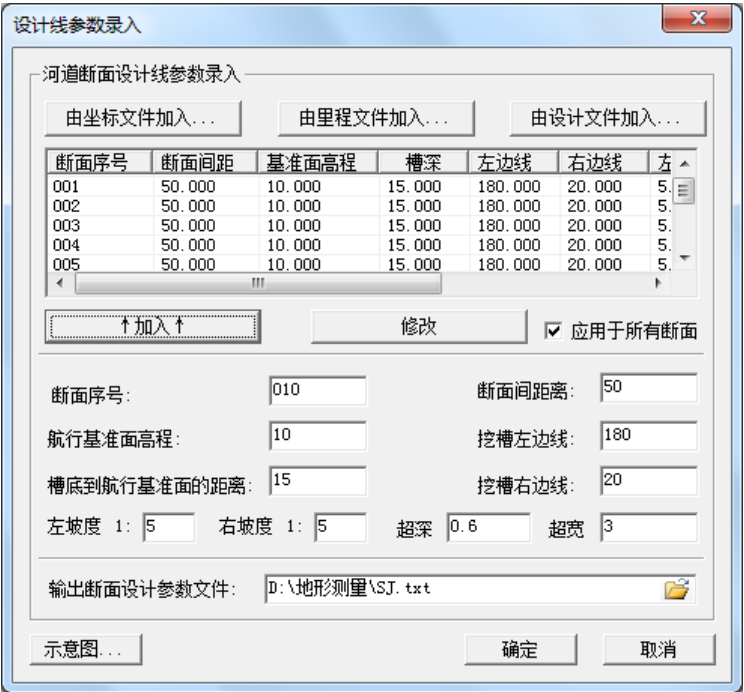 设计线参数录入
河道断面设计线参数录入
由坐标文件加入... 由里程文件加入... 由设计文件加入...
断面序号 断面间距 基准面高程 槽深 左边线 右边线 左
001 50.000 10.000 15.000 180.000 20.000 5.
002 50.000 10.000 15.000 180.000 20.000 5.
003 50.000 10.000 15.000 180.000 20.000 5.
004 50.000 10.000 15.000 180.000 20.000 5.
005 50.000 10.000 15.000 180.000 20.000 5.
↑加入↑ 修改 应用于所有断面
断面序号: 010 断面间距离: 50
航行基准面高程: 10 挖槽左边线: 180
槽底到航行基准面的距离: 15 挖槽右边线: 20
左坡度 1: 5 右坡度 1: 5 超深 0.6 超宽 3
输出断面设计参数文件: D:\地形测量\SJ.txt
示意图... 确定 取消